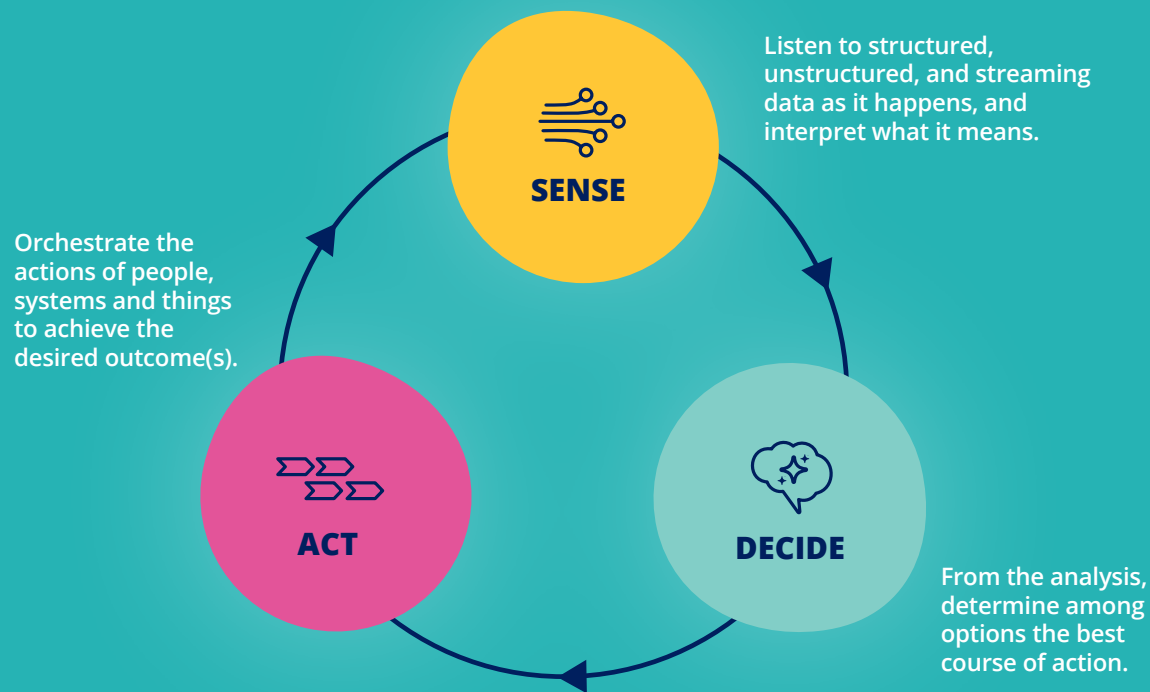 SENSE
Listen to structured,
unstructured, and streaming
data as it happens, and
interpret what it means.
DECIDE
From the analysis,
determine among
options the best
course of action.
ACT
Orchestrate the
actions of people,
systems and things
to achieve the
desired outcome(s).